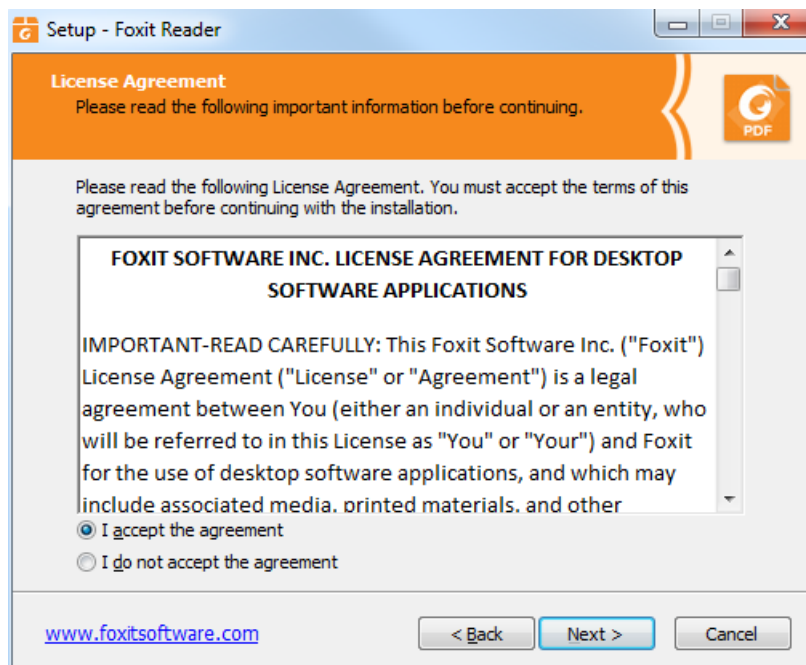 Setup - Foxit Reader
License Agreement
Please read the following important information before continuing.
PDF
Please read the following License Agreement. You must accept the terms of this
agreement before continuing with the installation.
FOXIT SOFTWARE INC. LICENSE AGREEMENT FOR DESKTOP
SOFTWARE APPLICATIONS
IMPORTANT-READ CAREFULLY: This Foxit Software Inc. ("Foxit")
License Agreement ("License" or "Agreement") is a legal
agreement between You (either an individual or an entity, who
will be referred to in this License as "You" or "Your") and Foxit
for the use of desktop software applications, and which may
include associated media, printed materials, and other
I accept the agreement
I do not accept the agreement
www.foxitsoftware.com
< Back
Next >
Cancel